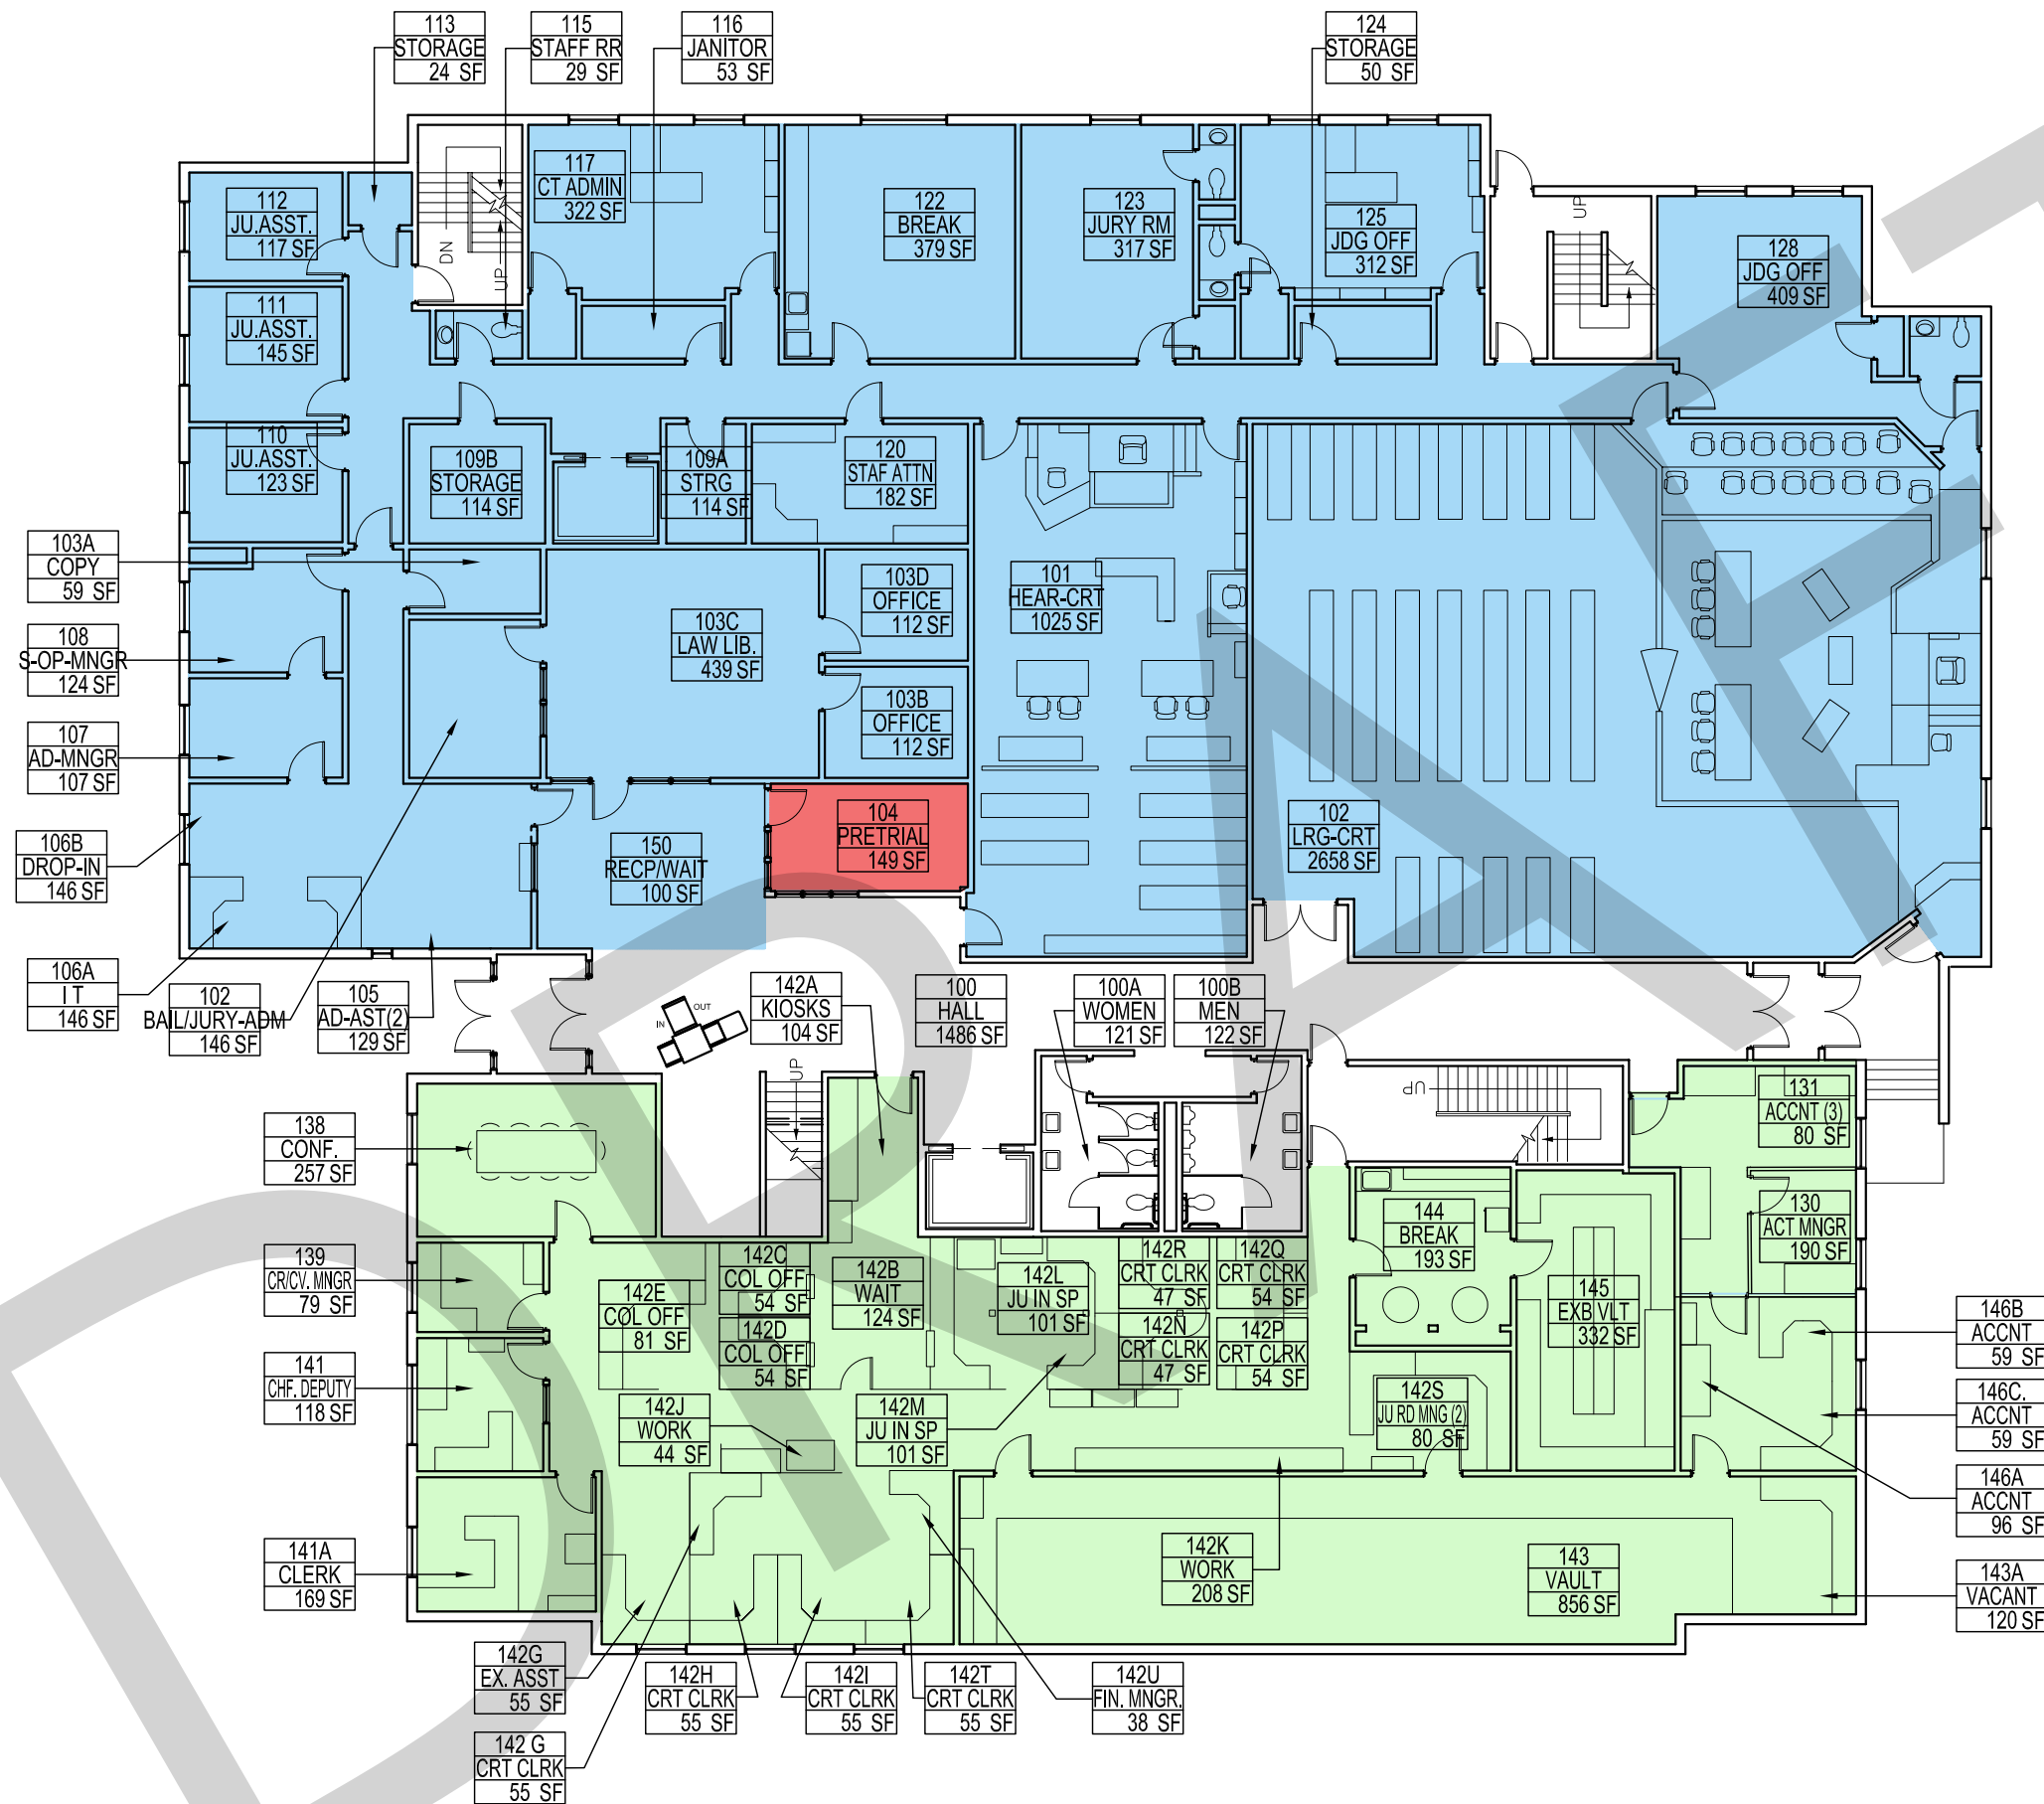 113
STORAGE
24 SF
115
STAFF RR
29 SF
116
JANITOR
53 SF
124
STORAGE
50 SF
112
JU.ASST.
117 SF
DN
UP
117
CT ADMIN
322 SF
122
BREAK
379 SF
123
JURY RM
317 SF
125
JDG OFF
312 SF
UP
128
JDG OFF
409 SF
111
JU.ASST.
145 SF
110
JU.ASST.
123 SF
109B
STORAGE
114 SF
109A
STRG
114 SF
120
STAF ATTN
182 SF
103A
COPY
59 SF
108
S-OP-MNGR
124 SF
107
AD-MNGR
107 SF
103C
LAW LIB.
439 SF
103D
OFFICE
112 SF
103B
OFFICE
112 SF
101
HEAR-CRT
1025 SF
102
LRG-CRT
2658 SF
104
PRETRIAL
149 SF
150
RECP/WAIT
100 SF
106B
DROP-IN
146 SF
106A
I T
146 SF
102
BAIL/JURY-ADM
146 SF
105
AD-AST(2)
129 SF
IN
OUT
142A
KIOSKS
104 SF
100
HALL
1486 SF
100A
WOMEN
121 SF
100B
MEN
122 SF
UP
UP
131
ACCNT (3)
80 SF
130
ACT MNGR
190 SF
138
CONF.
257 SF
139
CR/CV. MNGR
79 SF
141
CHF. DEPUTY
118 SF
141A
CLERK
169 SF
142E
COL OFF
81 SF
142C
COL OFF
54 SF
142D
COL OFF
54 SF
142B
WAIT
124 SF
142L
JU IN SP
101 SF
142R
CRT CLRK
47 SF
142Q
CRT CLRK
54 SF
142N
CRT CLRK
47 SF
142P
CRT CLRK
54 SF
144
BREAK
193 SF
145
EXB VLT
332 SF
142J
WORK
44 SF
142M
JU IN SP
101 SF
142S
JU RD MNG (2)
80 SF
146B
ACCNT
59 SF
146C.
ACCNT
59 SF
146A
ACCNT
96 SF
143A
VACANT
120 SF
142K
WORK
208 SF
143
VAULT
856 SF
142G
EX. ASST
55 SF
142 G
CRT CLRK
55 SF
142H
CRT CLRK
55 SF
142I
CRT CLRK
55 SF
142T
CRT CLRK
55 SF
142U
FIN. MNGR.
38 SF
DRAFT